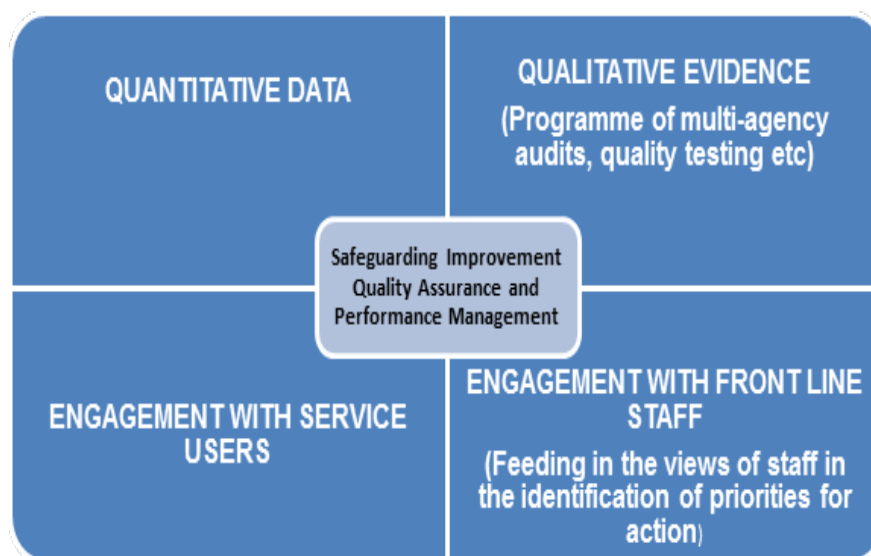 QUANTITATIVE DATA
QUALITATIVE EVIDENCE
(Programme of multi-agency
audits, quality testing etc)
Safeguarding Improvement
Quality Assurance and
Performance Management
ENGAGEMENT WITH SERVICE
USERS
ENGAGEMENT WITH FRONT LINE
STAFF
(Feeding in the views of staff in
the identification of priorities for
action)